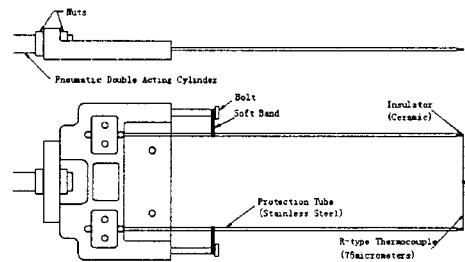 Nuts
Pneumatic Double Acting Cylinder
Bolt
Soft Band
Insulator
(Ceramic)
Protection Tube
(Stainless Steel)
R-type Thermocouple
(75micrometers)